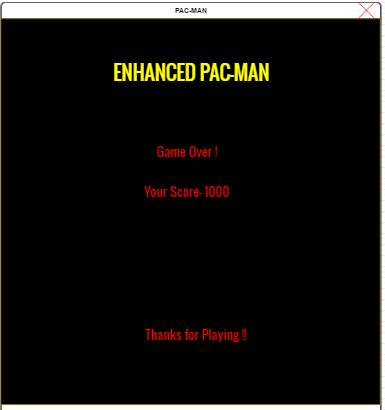 PAC-MAN
ENHANCED PAC-MAN
Game Over !
Your Score- 1000
Thanks for Playing !!